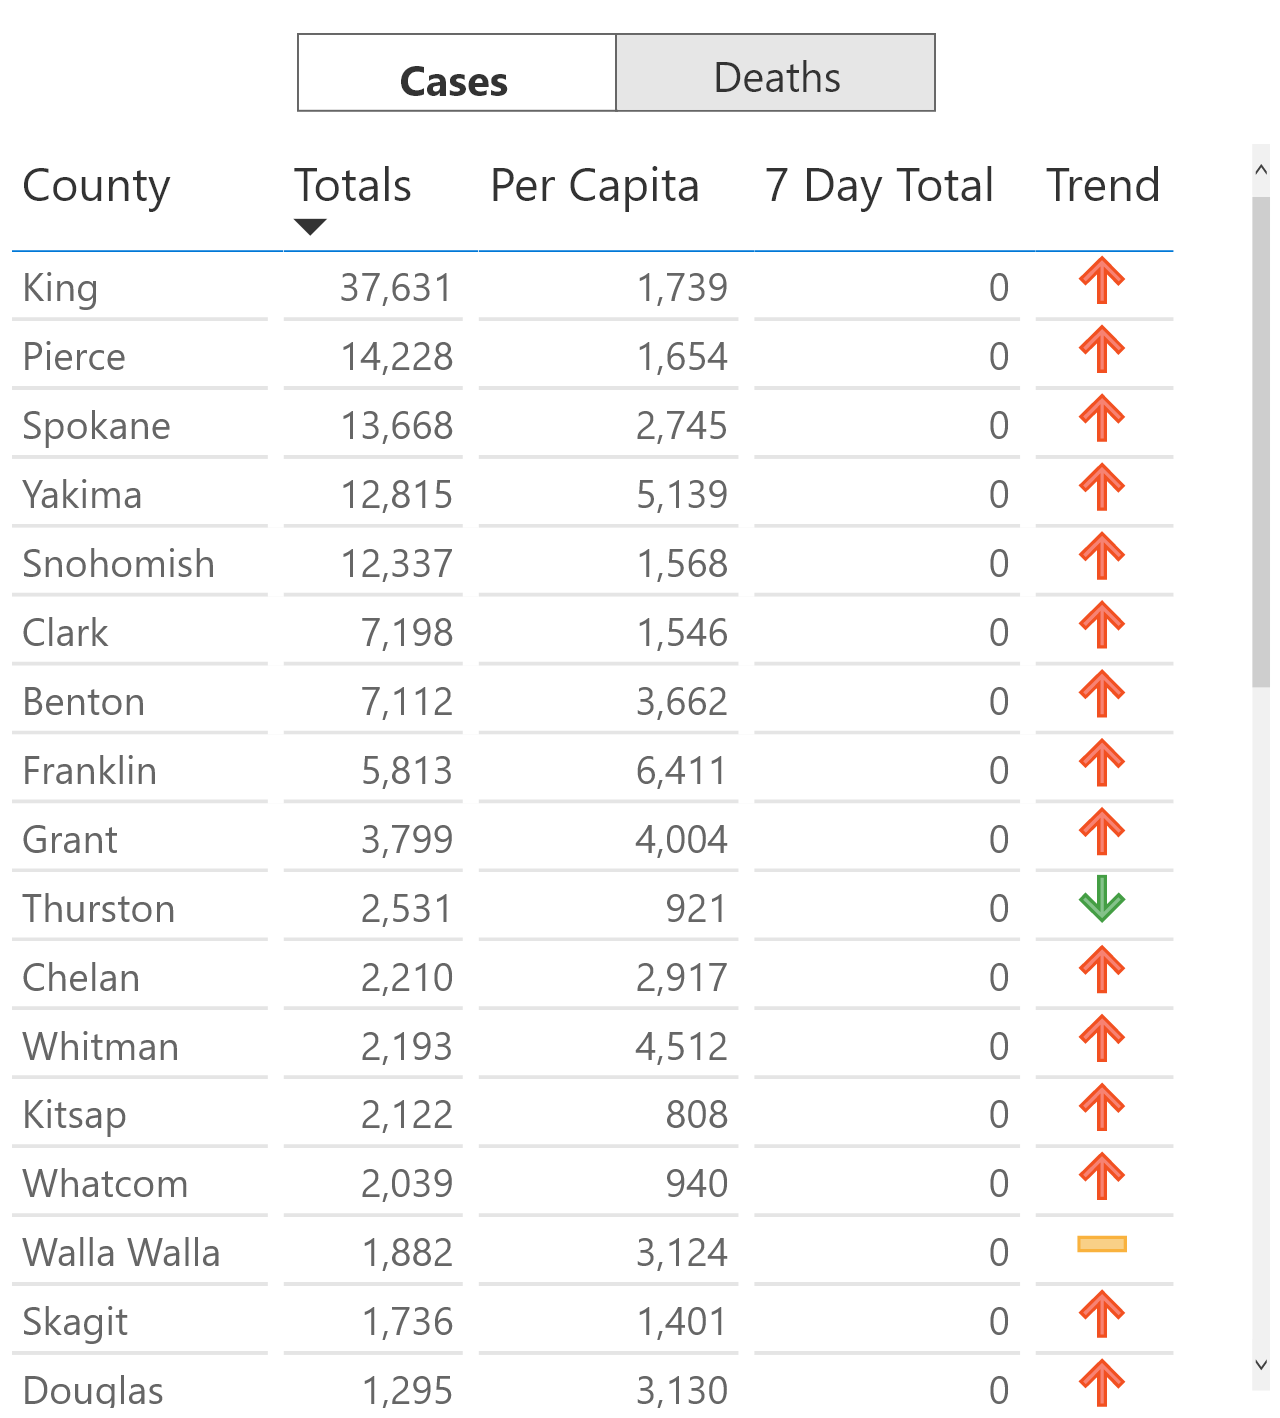 Cases Deaths
County Totals Per Capita 7 Day Total Trend
King 37,631 1,739 0
Pierce 14,228 1,654 0
Spokane 13,668 2,745 0
Yakima 12,815 5,139 0
Snohomish 12,337 1,568 0
Clark 7,198 1,546 0
Benton 7,112 3,662 0
Franklin 5,813 6,411 0
Grant 3,799 4,004 0
Thurston 2,531 921 0
Chelan 2,210 2,917 0
Whitman 2,193 4,512 0
Kitsap 2,122 808 0
Whatcom 2,039 940 0
Walla Walla 1,882 3,124 0
Skagit 1,736 1,401 0
Douglas 1,295 3,130 0